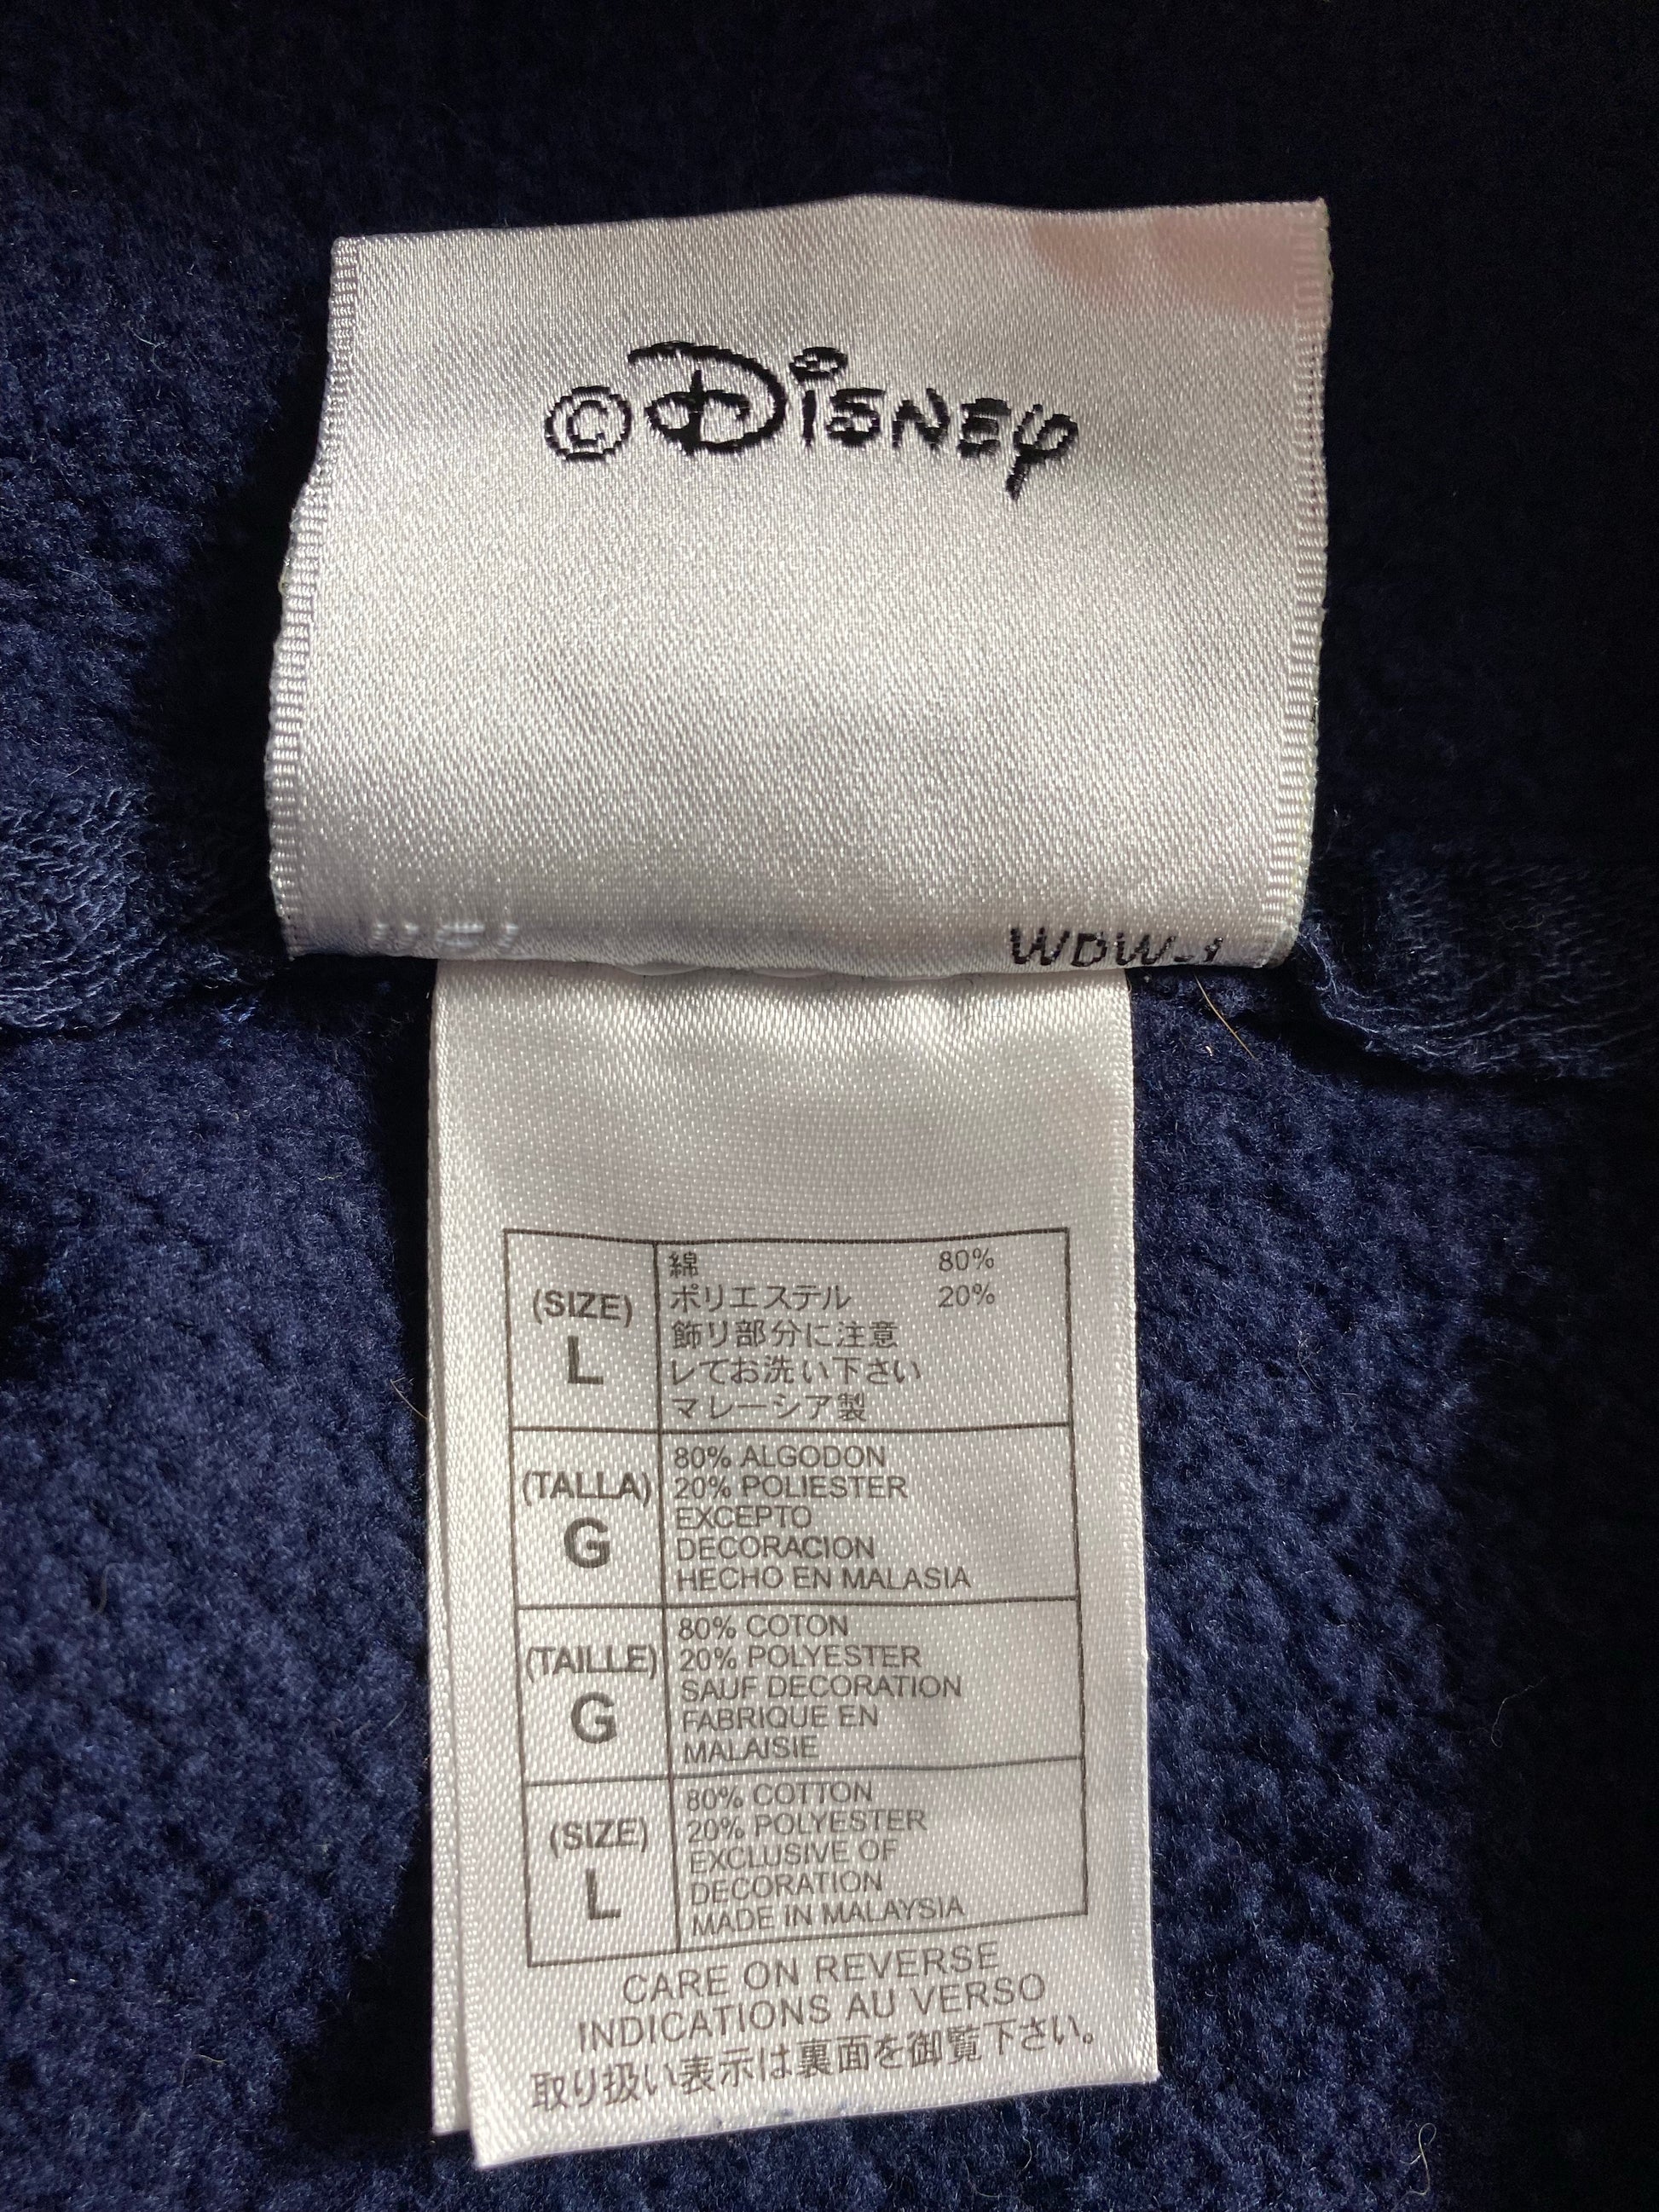 ©Disney
WDW-1
(SIZE)
L
綿 80%
ポリエステル 20%
飾り部分に注意
してお洗い下さい
マレーシア製
(TALLA)
G
80% ALGODON
20% POLIESTER
EXCEPTO
DECORACION
HECHO EN MALASIA
(TAILLE)
G
80% COTON
20% POLYESTER
SAUF DECORATION
FABRIQUE EN
MALAISIE
(SIZE)
L
80% COTTON
20% POLYESTER
EXCLUSIVE OF
DECORATION
MADE IN MALAYSIA
CARE ON REVERSE
INDICATIONS AU VERSO
取り扱い表示は裏面を御覧下さい。